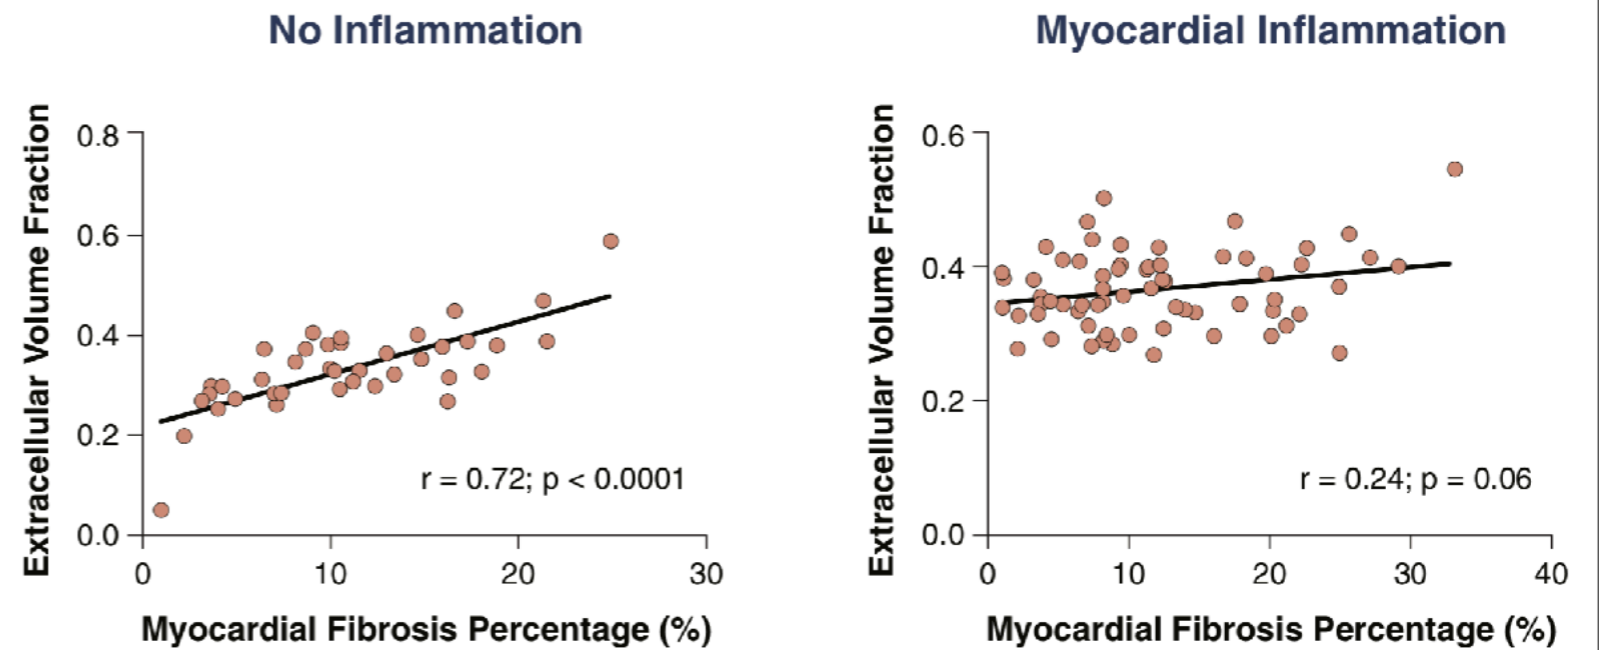 No Inflammation
Extracellular Volume Fraction
0.8
0.6
0.4
0.2
0.0
r = 0.72; p < 0.0001
0 10 20 30
Myocardial Fibrosis Percentage (%)
Myocardial Inflammation
Extracellular Volume Fraction
0.6
0.4
0.2
0.0
r = 0.24; p = 0.06
0 10 20 30 40
Myocardial Fibrosis Percentage (%)